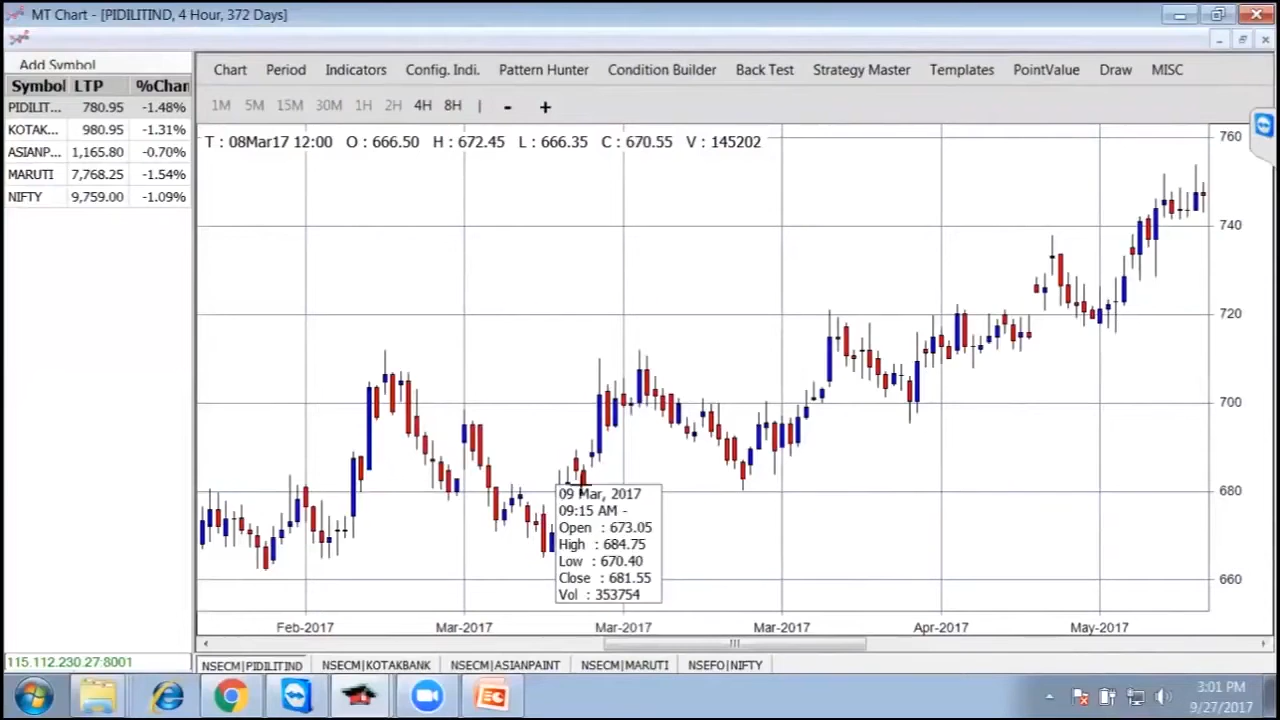 MT Chart - [PIDILITIND, 4 Hour, 372 Days]
Add Symbol
Symbol LTP %Chan
PIDILIT... 780.95 -1.48%
KOTAK... 980.95 -1.31%
ASIANP... 1,165.80 -0.70%
MARUTI 7,768.25 -1.54%
NIFTY 9,759.00 -1.09%
Chart Period Indicators Config. Indi. Pattern Hunter Condition Builder Back Test Strategy Master Templates PointValue Draw MISC
1M 5M 15M 30M 1H 2H 4H 8H | - +
T : 08Mar17 12:00 O : 666.50 H : 672.45 L : 666.35 C : 670.55 V : 145202
760
740
720
700
680
660
09 Mar, 2017
09:15 AM -
Open : 673.05
High : 684.75
Low : 670.40
Close : 681.55
Vol : 353754
Feb-2017 Mar-2017 Mar-2017 Mar-2017 Apr-2017 May-2017
115.112.230.27:8001
NSECM|PIDILITIND NSECM|KOTAKBANK NSECM|ASIANPAINT NSECM|MARUTI NSEFO|NIFTY
3:01 PM
9/27/2017